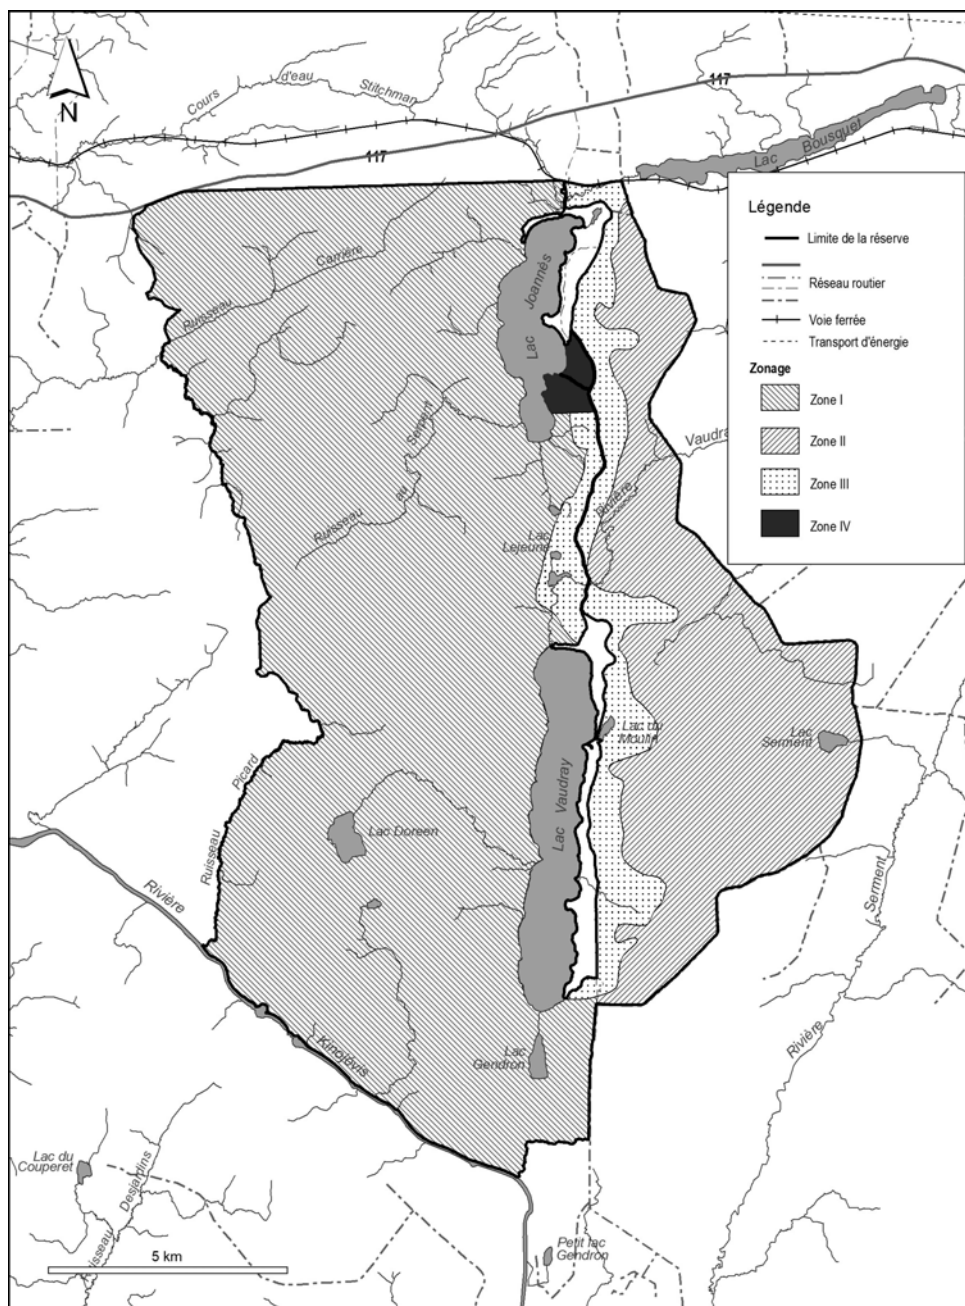 117
Cours
d'eau
Stitchman
117
Lac Bousquet
N
Légende
Limite de la réserve
Réseau routier
Voie ferrée
Transport d'énergie
Zonage
Zone I
Zone II
Zone III
Zone IV
Ruisseau
Carrière
Lac Joannés
Ruisseau
au
Serpent
Vaudray
Rivière
Lac
Lejeune
Lac du
Moulin
Lac
Serment
Picard
Ruisseau
Lac Vaudray
Lac Doreen
Rivière
Kinojévis
Serment
Rivière
Lac
Gendron
Lac du
Couperet
Desjardins
Petit lac
Gendron
5 km